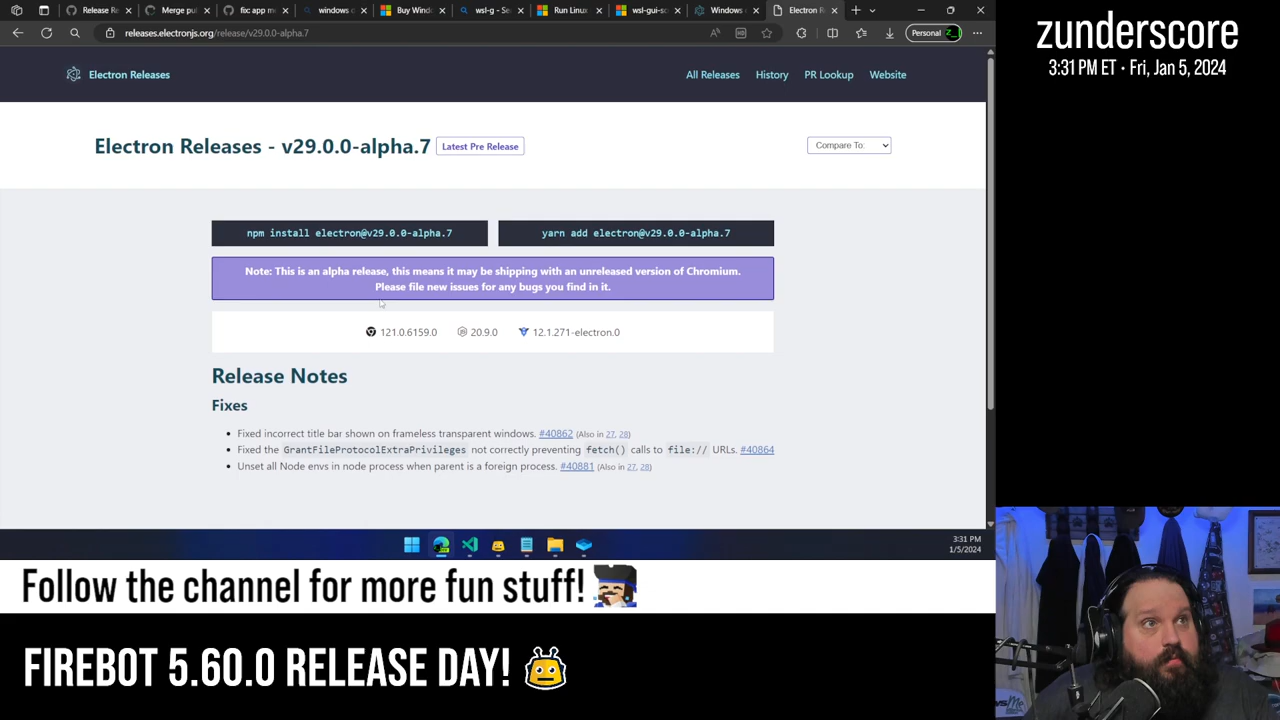 Release Re
Merge pu
fix: app m
windows c
Buy Wind
wsl-g - Se
Run Linux
wsl-gui-sc
Windows
Electron R
releases.electronjs.org/release/v29.0.0-alpha.7
Personal
zunderscore
3:31 PM ET • Fri, Jan 5, 2024
Electron Releases
All Releases
History
PR Lookup
Website
Electron Releases - v29.0.0-alpha.7
Latest Pre Release
Compare To:
npm install electron@v29.0.0-alpha.7
yarn add electron@v29.0.0-alpha.7
Note: This is an alpha release, this means it may be shipping with an unreleased version of Chromium.
Please file new issues for any bugs you find in it.
121.0.6159.0
20.9.0
12.1.271-electron.0
Release Notes
Fixes
Fixed incorrect title bar shown on frameless transparent windows. #40862 (Also in 27, 28)
Fixed the GrantFileProtocolExtraPrivileges not correctly preventing fetch() calls to file:// URLs. #40864
Unset all Node envs in node process when parent is a foreign process. #40881 (Also in 27, 28)
3:31 PM
1/5/2024
Follow the channel for more fun stuff!
FIREBOT 5.60.0 RELEASE DAY!